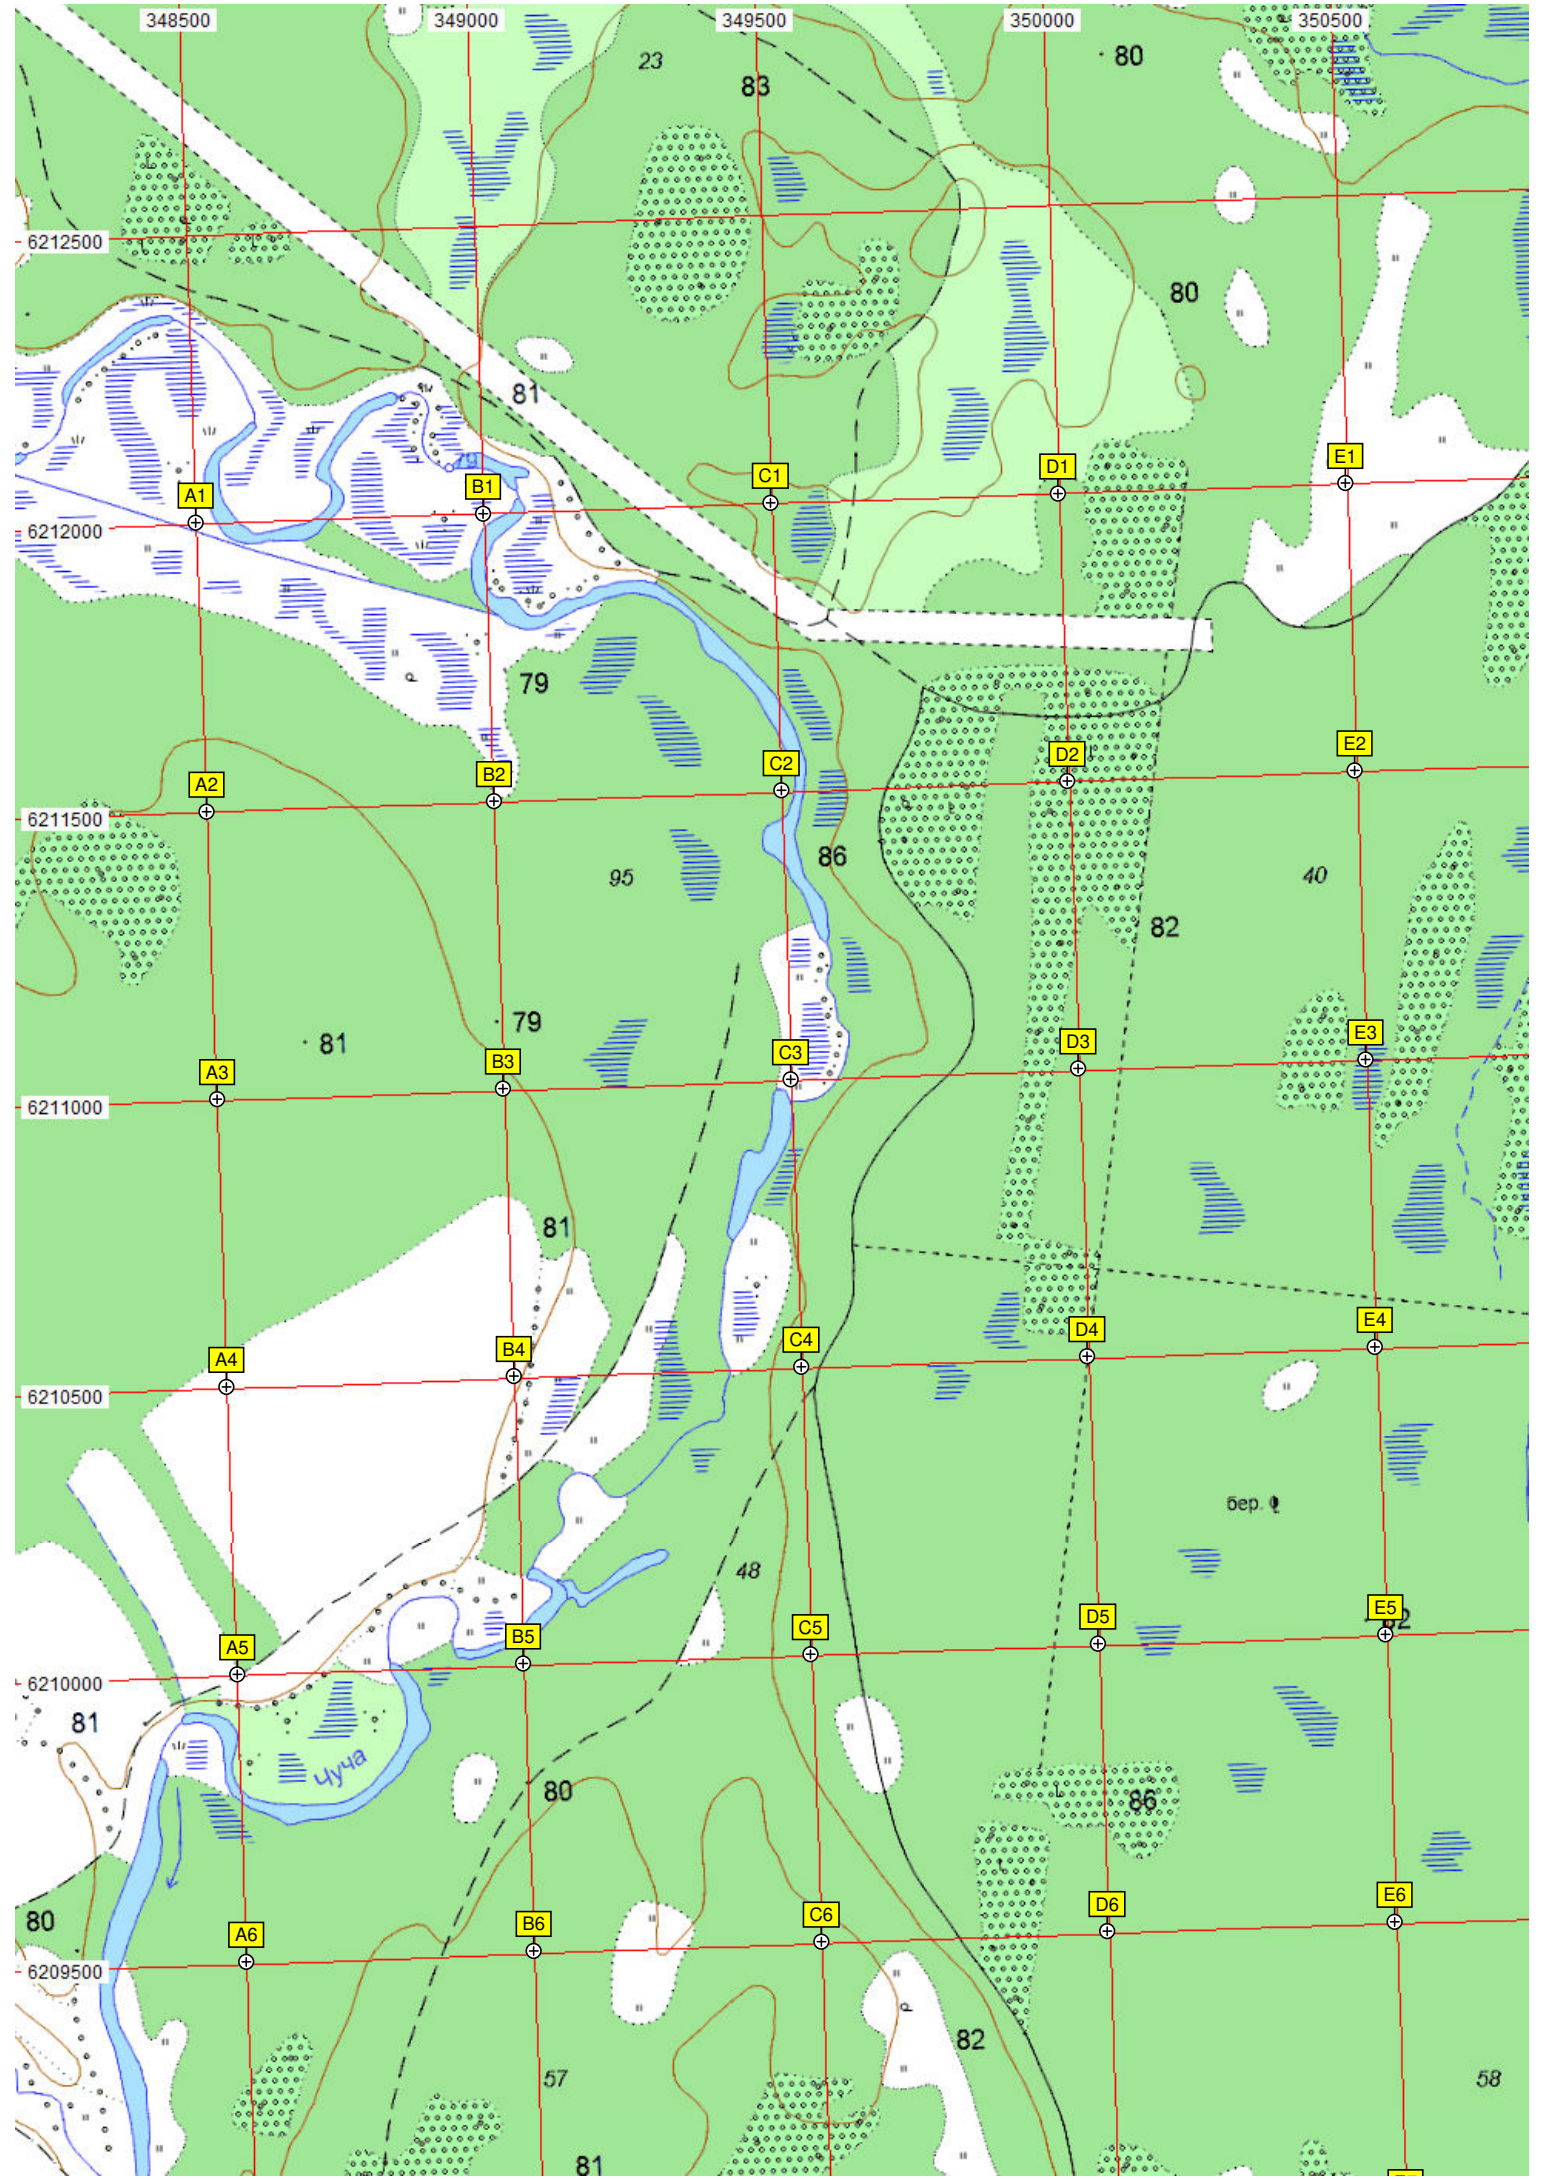 348500 349000 349500 350000 350500
80
23
83
6212500
80
81
79
E1
D1
C1
B1
A1
6212000
79
E2
D2
C2
B2
A2
6211500
86
95
40
82
79
81
E3
D3
C3
B3
A3
6211000
81
E4
D4
C4
B4
A4
6210500
бер.
48
E5 82
D5
C5
B5
A5
6210000
81
Чуча
80
86
E6
D6
C6
80
B6
A6
6209500
82
57
58
81